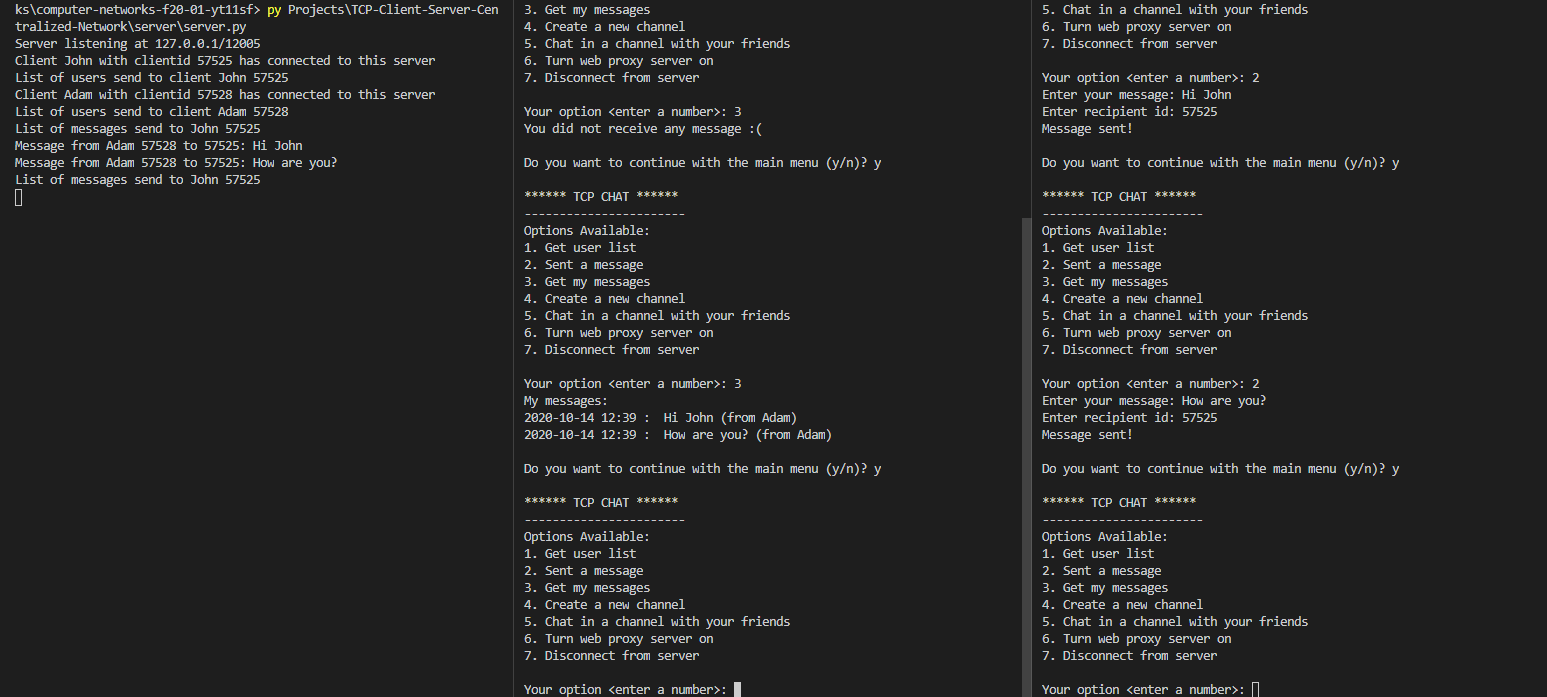 ks\computer-networks-f20-01-yt11sf> py Projects\TCP-Client-Server-Cen
tralized-Network\server\server.py
Server listening at 127.0.0.1/12005
Client John with clientid 57525 has connected to this server
List of users send to client John 57525
Client Adam with clientid 57528 has connected to this server
List of users send to client Adam 57528
List of messages send to John 57525
Message from Adam 57528 to 57525: Hi John
Message from Adam 57528 to 57525: How are you?
List of messages send to John 57525
3. Get my messages
4. Create a new channel
5. Chat in a channel with your friends
6. Turn web proxy server on
7. Disconnect from server
Your option <enter a number>: 3
You did not receive any message :(
Do you want to continue with the main menu (y/n)? y
****** TCP CHAT ******
-----------------------
Options Available:
1. Get user list
2. Sent a message
3. Get my messages
4. Create a new channel
5. Chat in a channel with your friends
6. Turn web proxy server on
7. Disconnect from server
Your option <enter a number>: 3
My messages:
2020-10-14 12:39 :  Hi John (from Adam)
2020-10-14 12:39 :  How are you? (from Adam)
Do you want to continue with the main menu (y/n)? y
****** TCP CHAT ******
-----------------------
Options Available:
1. Get user list
2. Sent a message
3. Get my messages
4. Create a new channel
5. Chat in a channel with your friends
6. Turn web proxy server on
7. Disconnect from server
Your option <enter a number>:
5. Chat in a channel with your friends
6. Turn web proxy server on
7. Disconnect from server
Your option <enter a number>: 2
Enter your message: Hi John
Enter recipient id: 57525
Message sent!
Do you want to continue with the main menu (y/n)? y
****** TCP CHAT ******
-----------------------
Options Available:
1. Get user list
2. Sent a message
3. Get my messages
4. Create a new channel
5. Chat in a channel with your friends
6. Turn web proxy server on
7. Disconnect from server
Your option <enter a number>: 2
Enter your message: How are you?
Enter recipient id: 57525
Message sent!
Do you want to continue with the main menu (y/n)? y
****** TCP CHAT ******
-----------------------
Options Available:
1. Get user list
2. Sent a message
3. Get my messages
4. Create a new channel
5. Chat in a channel with your friends
6. Turn web proxy server on
7. Disconnect from server
Your option <enter a number>: